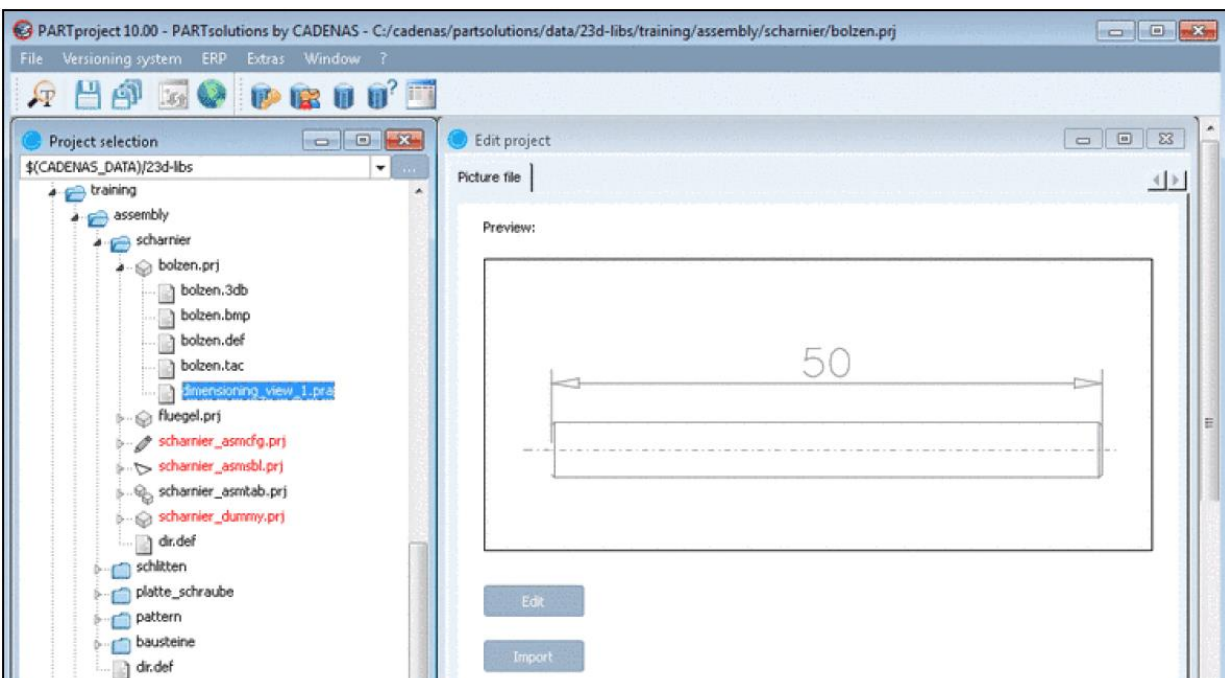 PARTproject 10.00 - PARTsolutions by CADENAS - C:/cadenas/partsolutions/data/23d-libs/training/assembly/scharnier/bolzen.prj
File Versioning system ERP Extras Window ?
Project selection
$(CADENAS_DATA)/23d-libs
...
training
assembly
scharnier
bolzen.prj
bolzen.3db
bolzen.bmp
bolzen.def
bolzen.tac
dimensioning_view_1.pra
fluegel.prj
scharnier_asmcfg.prj
scharnier_asmsbl.prj
scharnier_asmtab.prj
scharnier_dummy.prj
dir.def
schlitten
platte_schraube
pattern
bausteine
dir.def
Edit project
Picture file
Preview:
50
Edit
Import